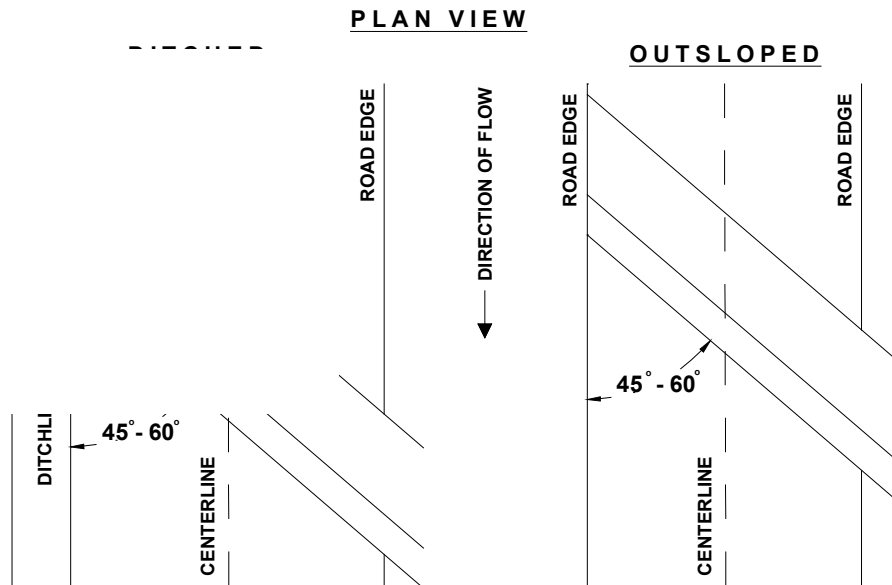 PLAN VIEW
OUTSLOPED
ROAD EDGE
DIRECTION OF FLOW
ROAD EDGE
ROAD EDGE
45° - 60°
45°- 60°
CENTERLINE
CENTERLINE